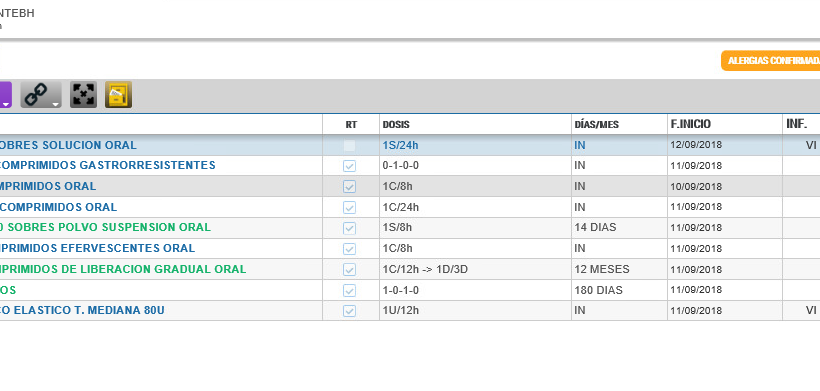 NTEBH
ALERGIAS CONFIRMADA
RT DOSIS DÍAS/MES F.INICIO INF.
OBRES SOLUCION ORAL 1S/24h IN 12/09/2018 VI
COMPRIMIDOS GASTRORRESISTENTES 0-1-0-0 IN 11/09/2018
MPRIMIDOS ORAL 1C/8h IN 10/09/2018
COMPRIMIDOS ORAL 1C/24h IN 11/09/2018
0 SOBRES POLVO SUSPENSION ORAL 1S/8h 14 DIAS 11/09/2018
MPRIMIDOS EFERVESCENTES ORAL 1C/8h IN 11/09/2018
MPRIMIDOS DE LIBERACION GRADUAL ORAL 1C/12h -> 1D/3D 12 MESES 11/09/2018
OS 1-0-1-0 180 DIAS 11/09/2018
CO ELASTICO T. MEDIANA 80U 1U/12h IN 11/09/2018 VI